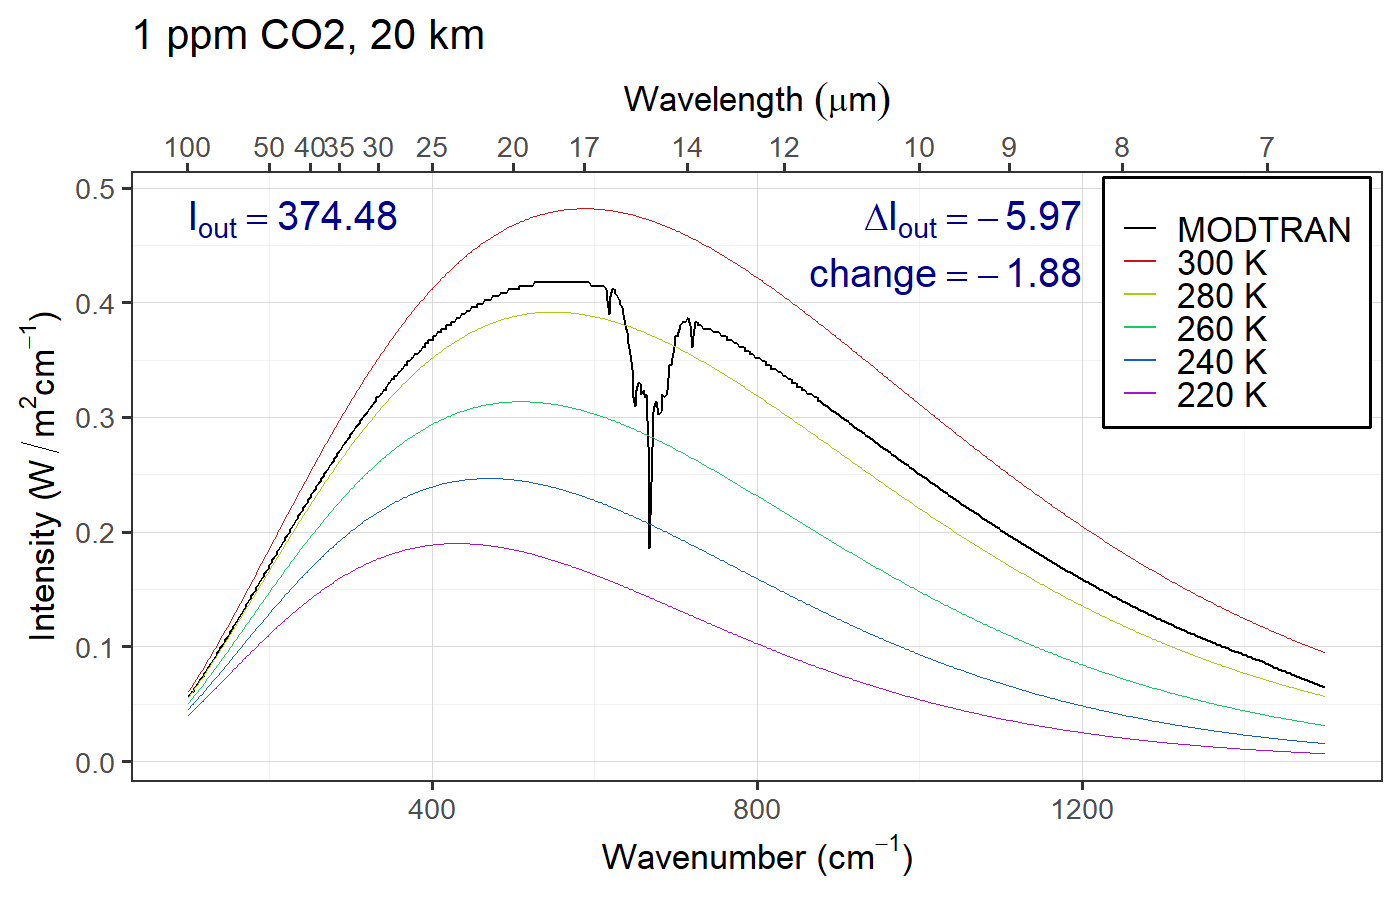 1 ppm CO2, 20 km
Wavelength (μm)
100 50 40 35 30 25 20 17 14 12 10 9 8 7
I_out = 374.48
ΔI_out = − 5.97
change = − 1.88
MODTRAN
300 K
280 K
260 K
240 K
220 K
0.5
0.4
0.3
0.2
0.1
0.0
Intensity (W / m²cm⁻¹)
400 800 1200
Wavenumber (cm⁻¹)